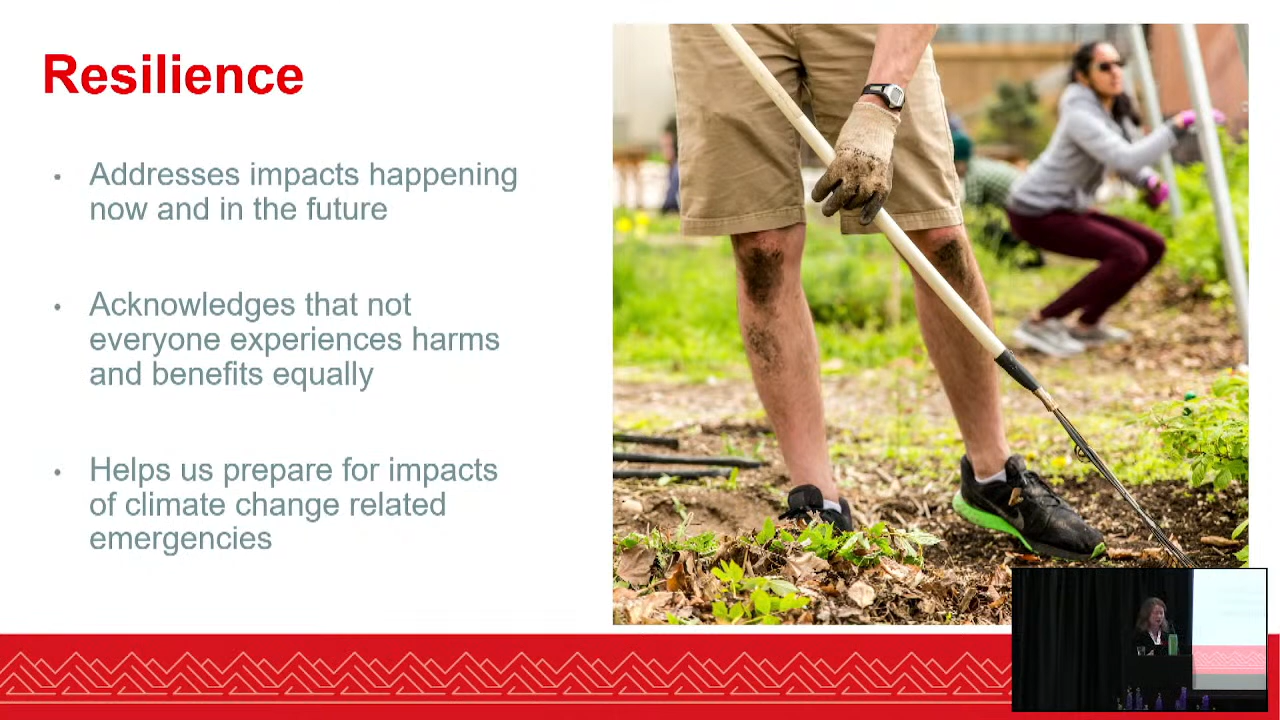 Resilience
• Addresses impacts happening
now and in the future
• Acknowledges that not
everyone experiences harms
and benefits equally
• Helps us prepare for impacts
of climate change related
emergencies